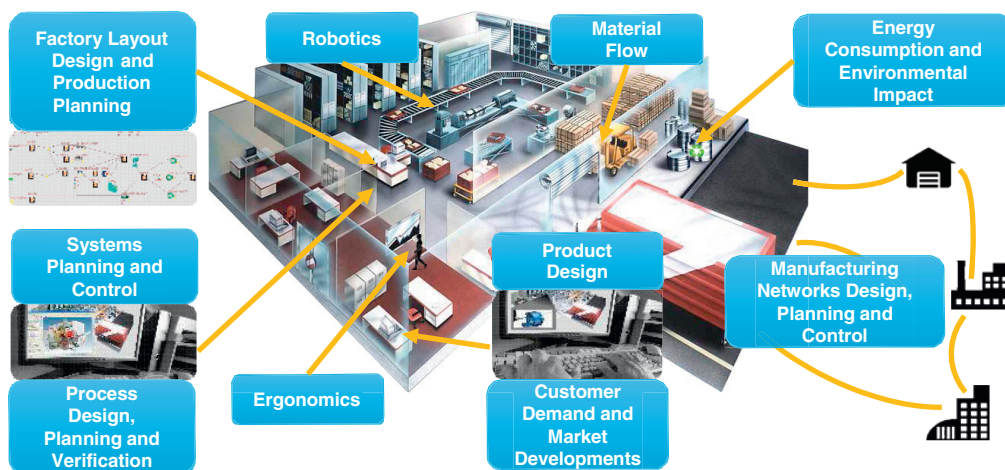 Factory Layout
Design and
Production
Planning
Robotics
Material
Flow
Energy
Consumption and
Environmental
Impact
Systems
Planning and
Control
Product
Design
Manufacturing
Networks Design,
Planning and
Control
Process
Design,
Planning and
Verification
Ergonomics
Customer
Demand and
Market
Developments